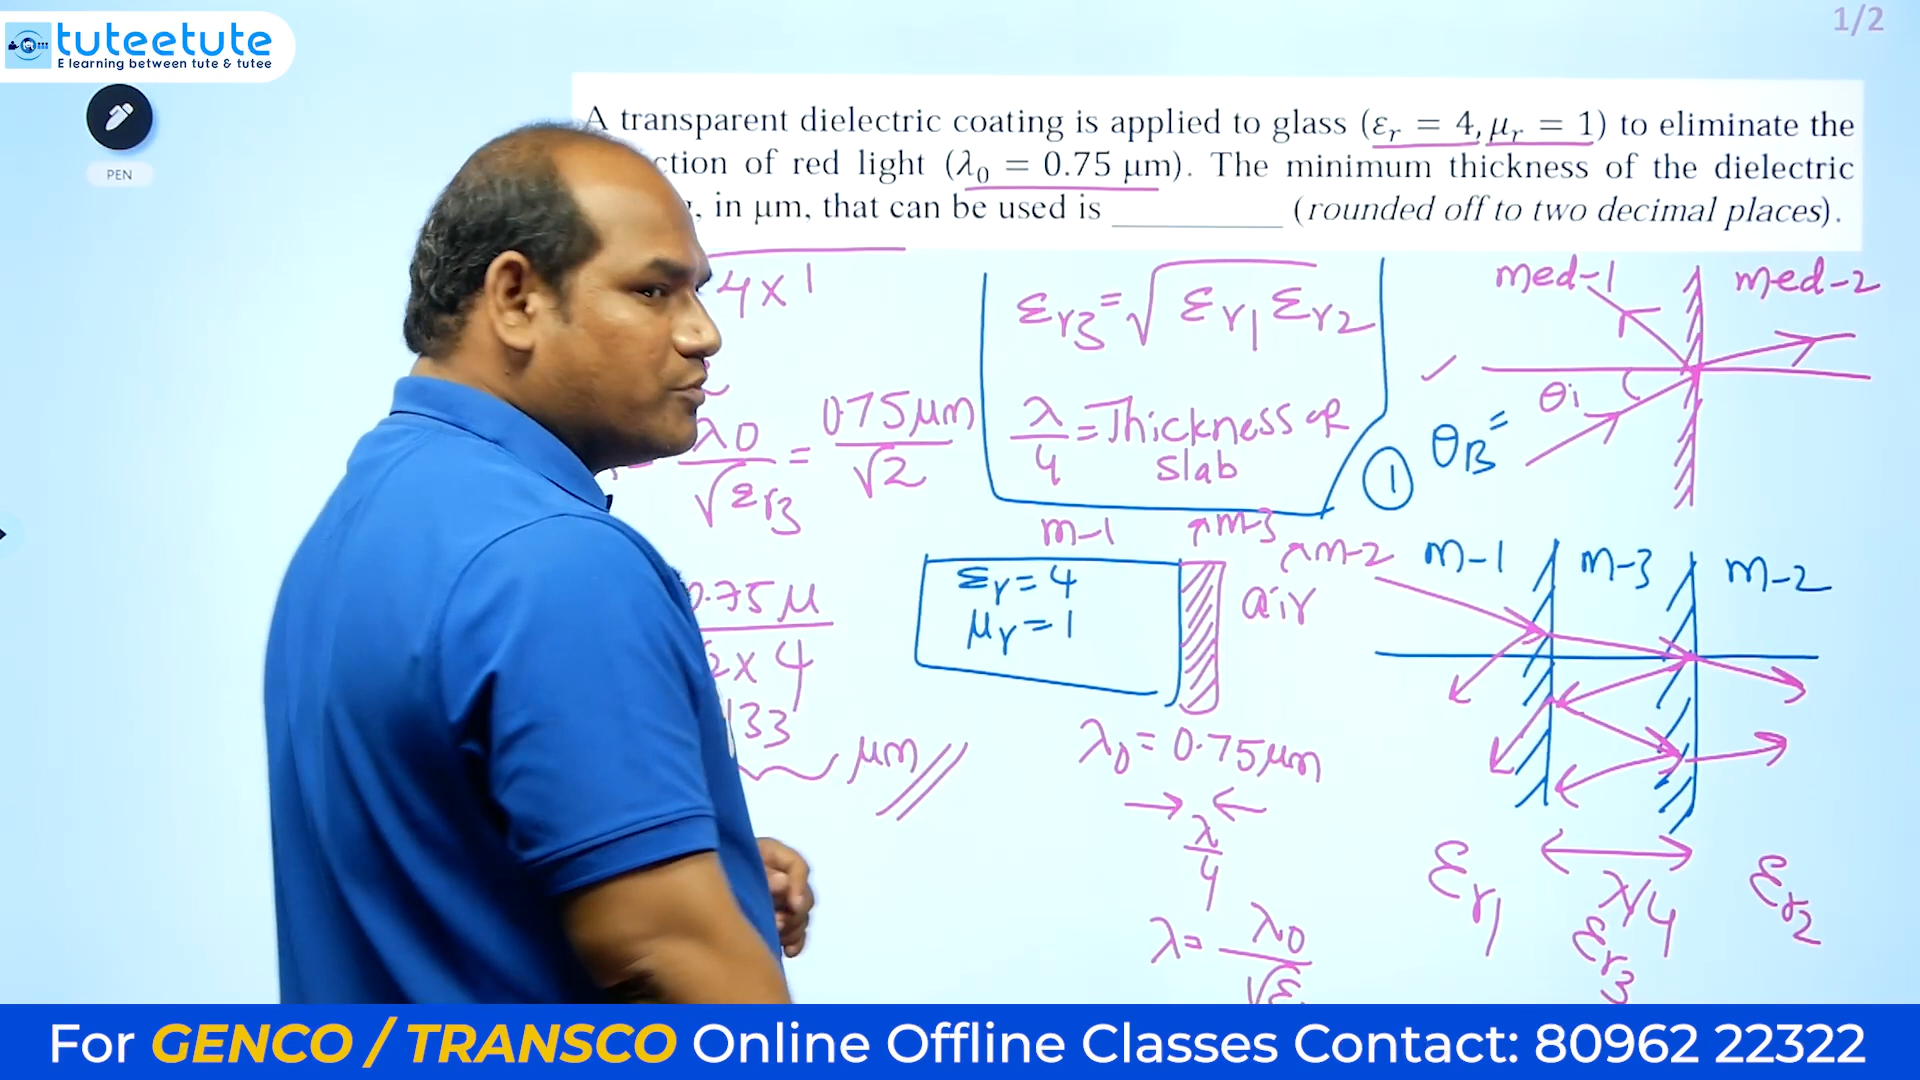 1/2
tuteetute
E learning between tute & tutee
PEN
A transparent dielectric coating is applied to glass (εr = 4, μr = 1) to eliminate the
ction of red light (λ0 = 0.75 μm). The minimum thickness of the dielectric
, in μm, that can be used is ________ (rounded off to two decimal places).
4×1
λ0/√εr3 = 0.75μm/√2
0.75μ
2×4
133
μm
εr3 = √εr1 εr2
λ/4 = Thickness of
slab
med-1
med-2
θi
① θB =
m-1
m-3
m-2
εr = 4
μr = 1
air
λ0 = 0.75μm
λ/4
λ = λ0/√ε
m-1
m-3
m-2
εr1
λ/4
εr3
εr2
For GENCO / TRANSCO Online Offline Classes Contact: 80962 22322